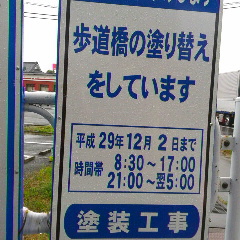 歩道橋の塗り替え
をしています
平成29年12月 2日まで
時間帯 8:30～17:00
21:00～翌5:00
塗装工事